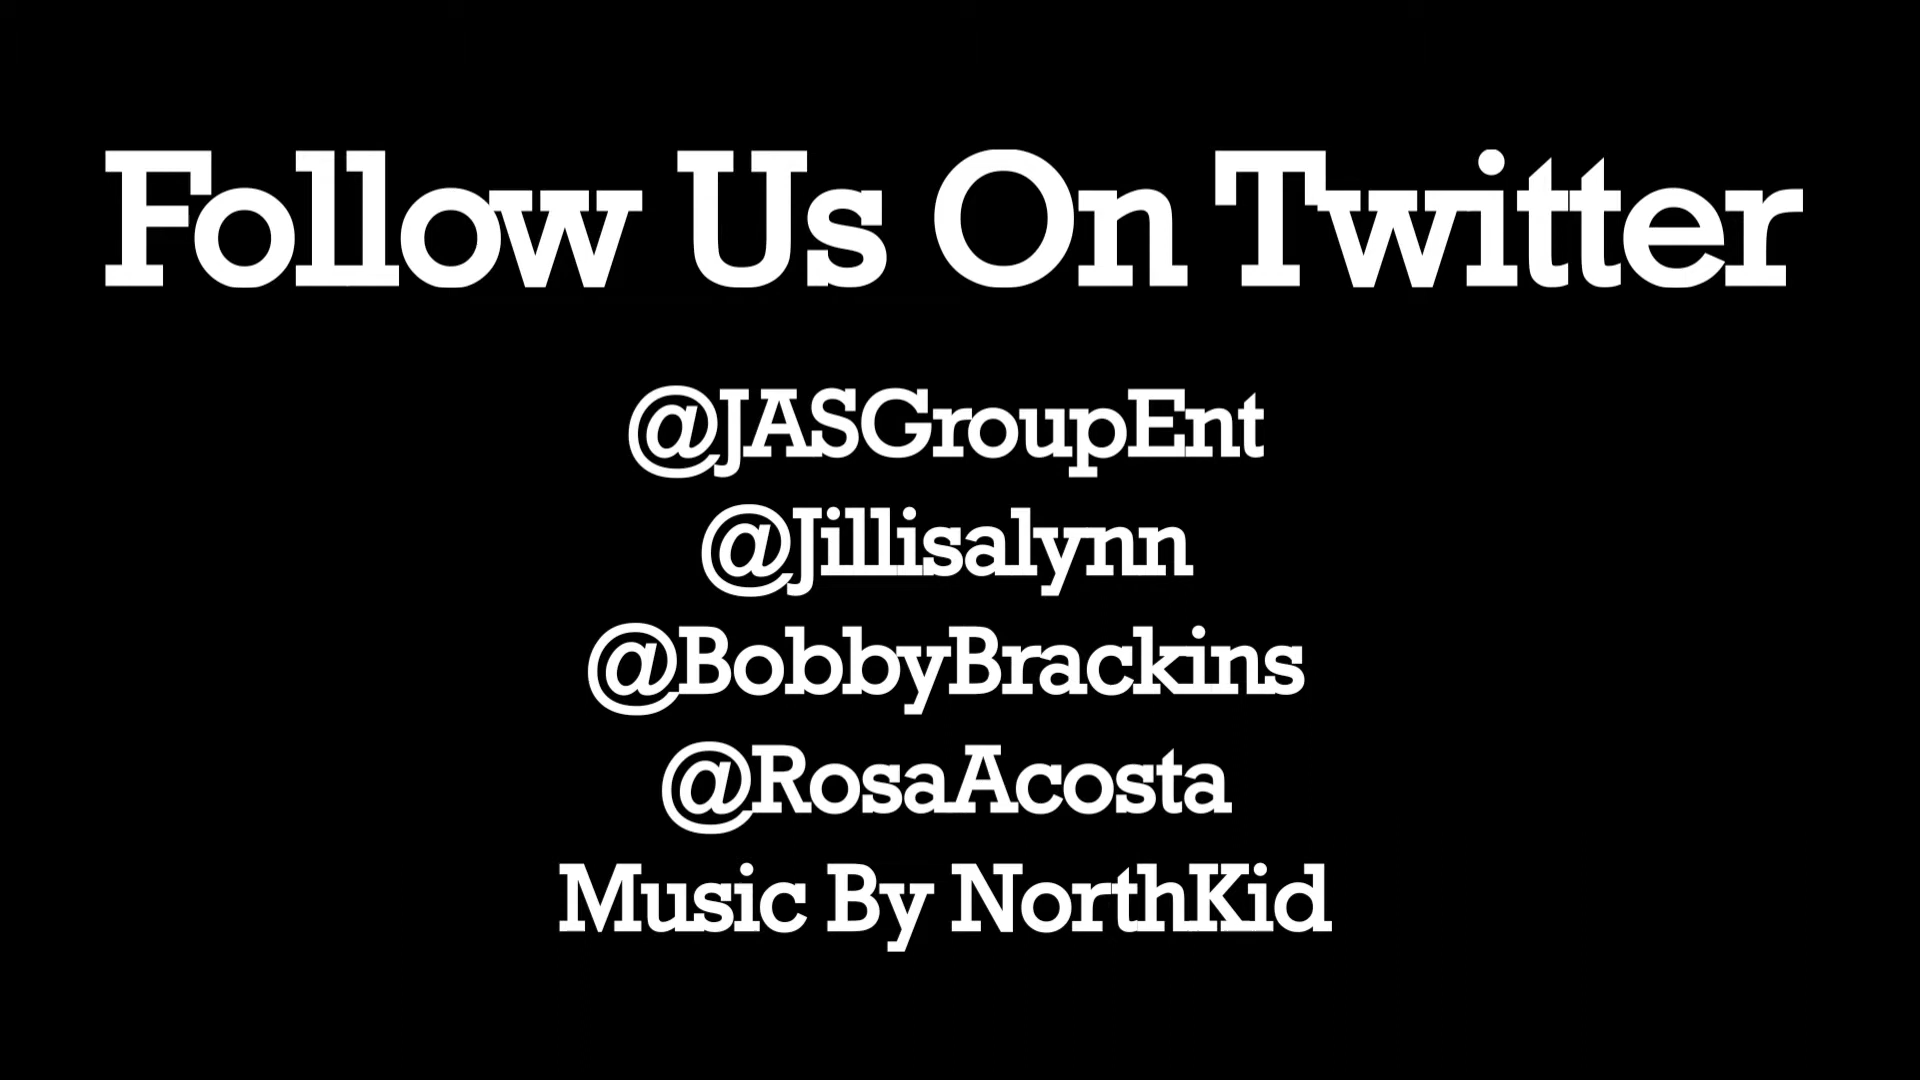 Follow Us On Twitter
@JASGroupEnt
@Jillisalynn
@BobbyBrackins
@RosaAcosta
Music By NorthKid